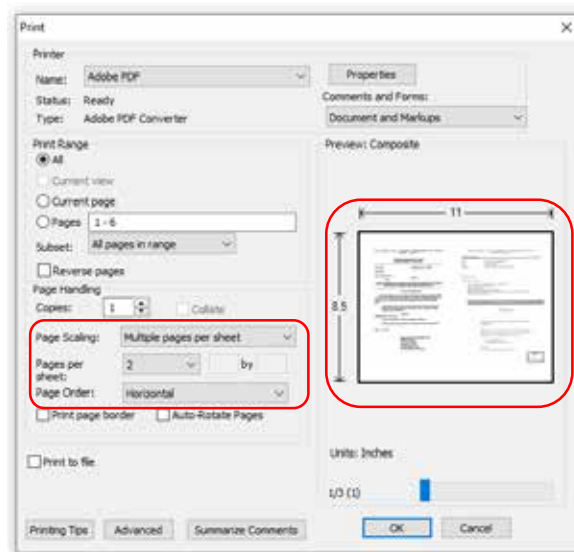 Print
Printer
Name: Adobe PDF
Properties
Status: Ready
Comments and Forms:
Type: Adobe PDF Converter
Document and Markups
Print Range
All
Current view
Current page
Pages 1 - 6
Subset: All pages in range
Reverse pages
Preview: Composite
11
8.5
Page Handling
Copies: 1
Collate
Page Scaling: Multiple pages per sheet
Pages per sheet: 2 by
Page Order: Horizontal
Print page border
Auto-Rotate Pages
Print to file
Units: Inches
1/3 (1)
Printing Tips
Advanced
Summarize Comments
OK
Cancel